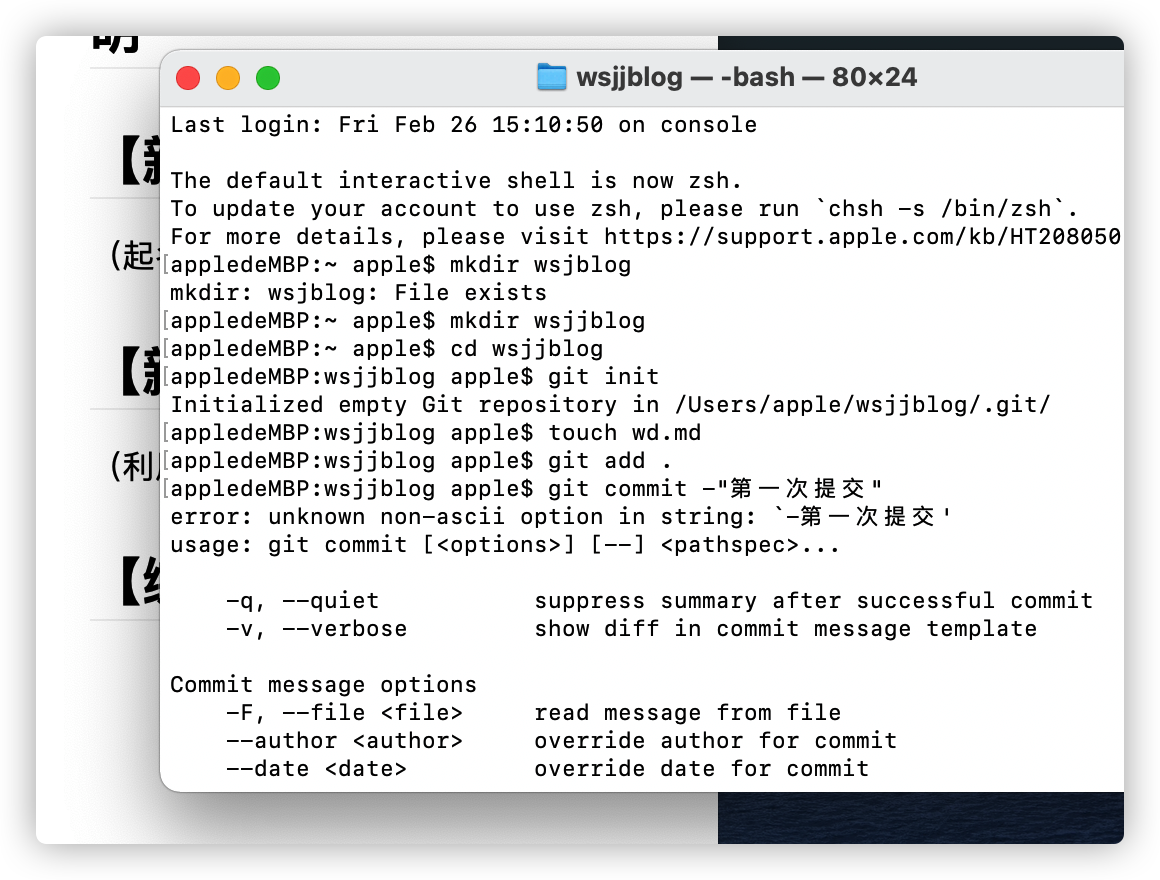 明
wsjjblog — -bash — 80×24
Last login: Fri Feb 26 15:10:50 on console
The default interactive shell is now zsh.
To update your account to use zsh, please run `chsh -s /bin/zsh`.
For more details, please visit https://support.apple.com/kb/HT208050
[appledeMBP:~ apple$ mkdir wsjblog
mkdir: wsjblog: File exists
[appledeMBP:~ apple$ mkdir wsjjblog
[appledeMBP:~ apple$ cd wsjjblog
[appledeMBP:wsjjblog apple$ git init
Initialized empty Git repository in /Users/apple/wsjjblog/.git/
[appledeMBP:wsjjblog apple$ touch wd.md
[appledeMBP:wsjjblog apple$ git add .
[appledeMBP:wsjjblog apple$ git commit -"第一次提交"
error: unknown non-ascii option in string: `-第一次提交'
usage: git commit [<options>] [--] <pathspec>...
-q, --quiet suppress summary after successful commit
-v, --verbose show diff in commit message template
Commit message options
-F, --file <file> read message from file
--author <author> override author for commit
--date <date> override date for commit
【新
(起
【新
(利
【